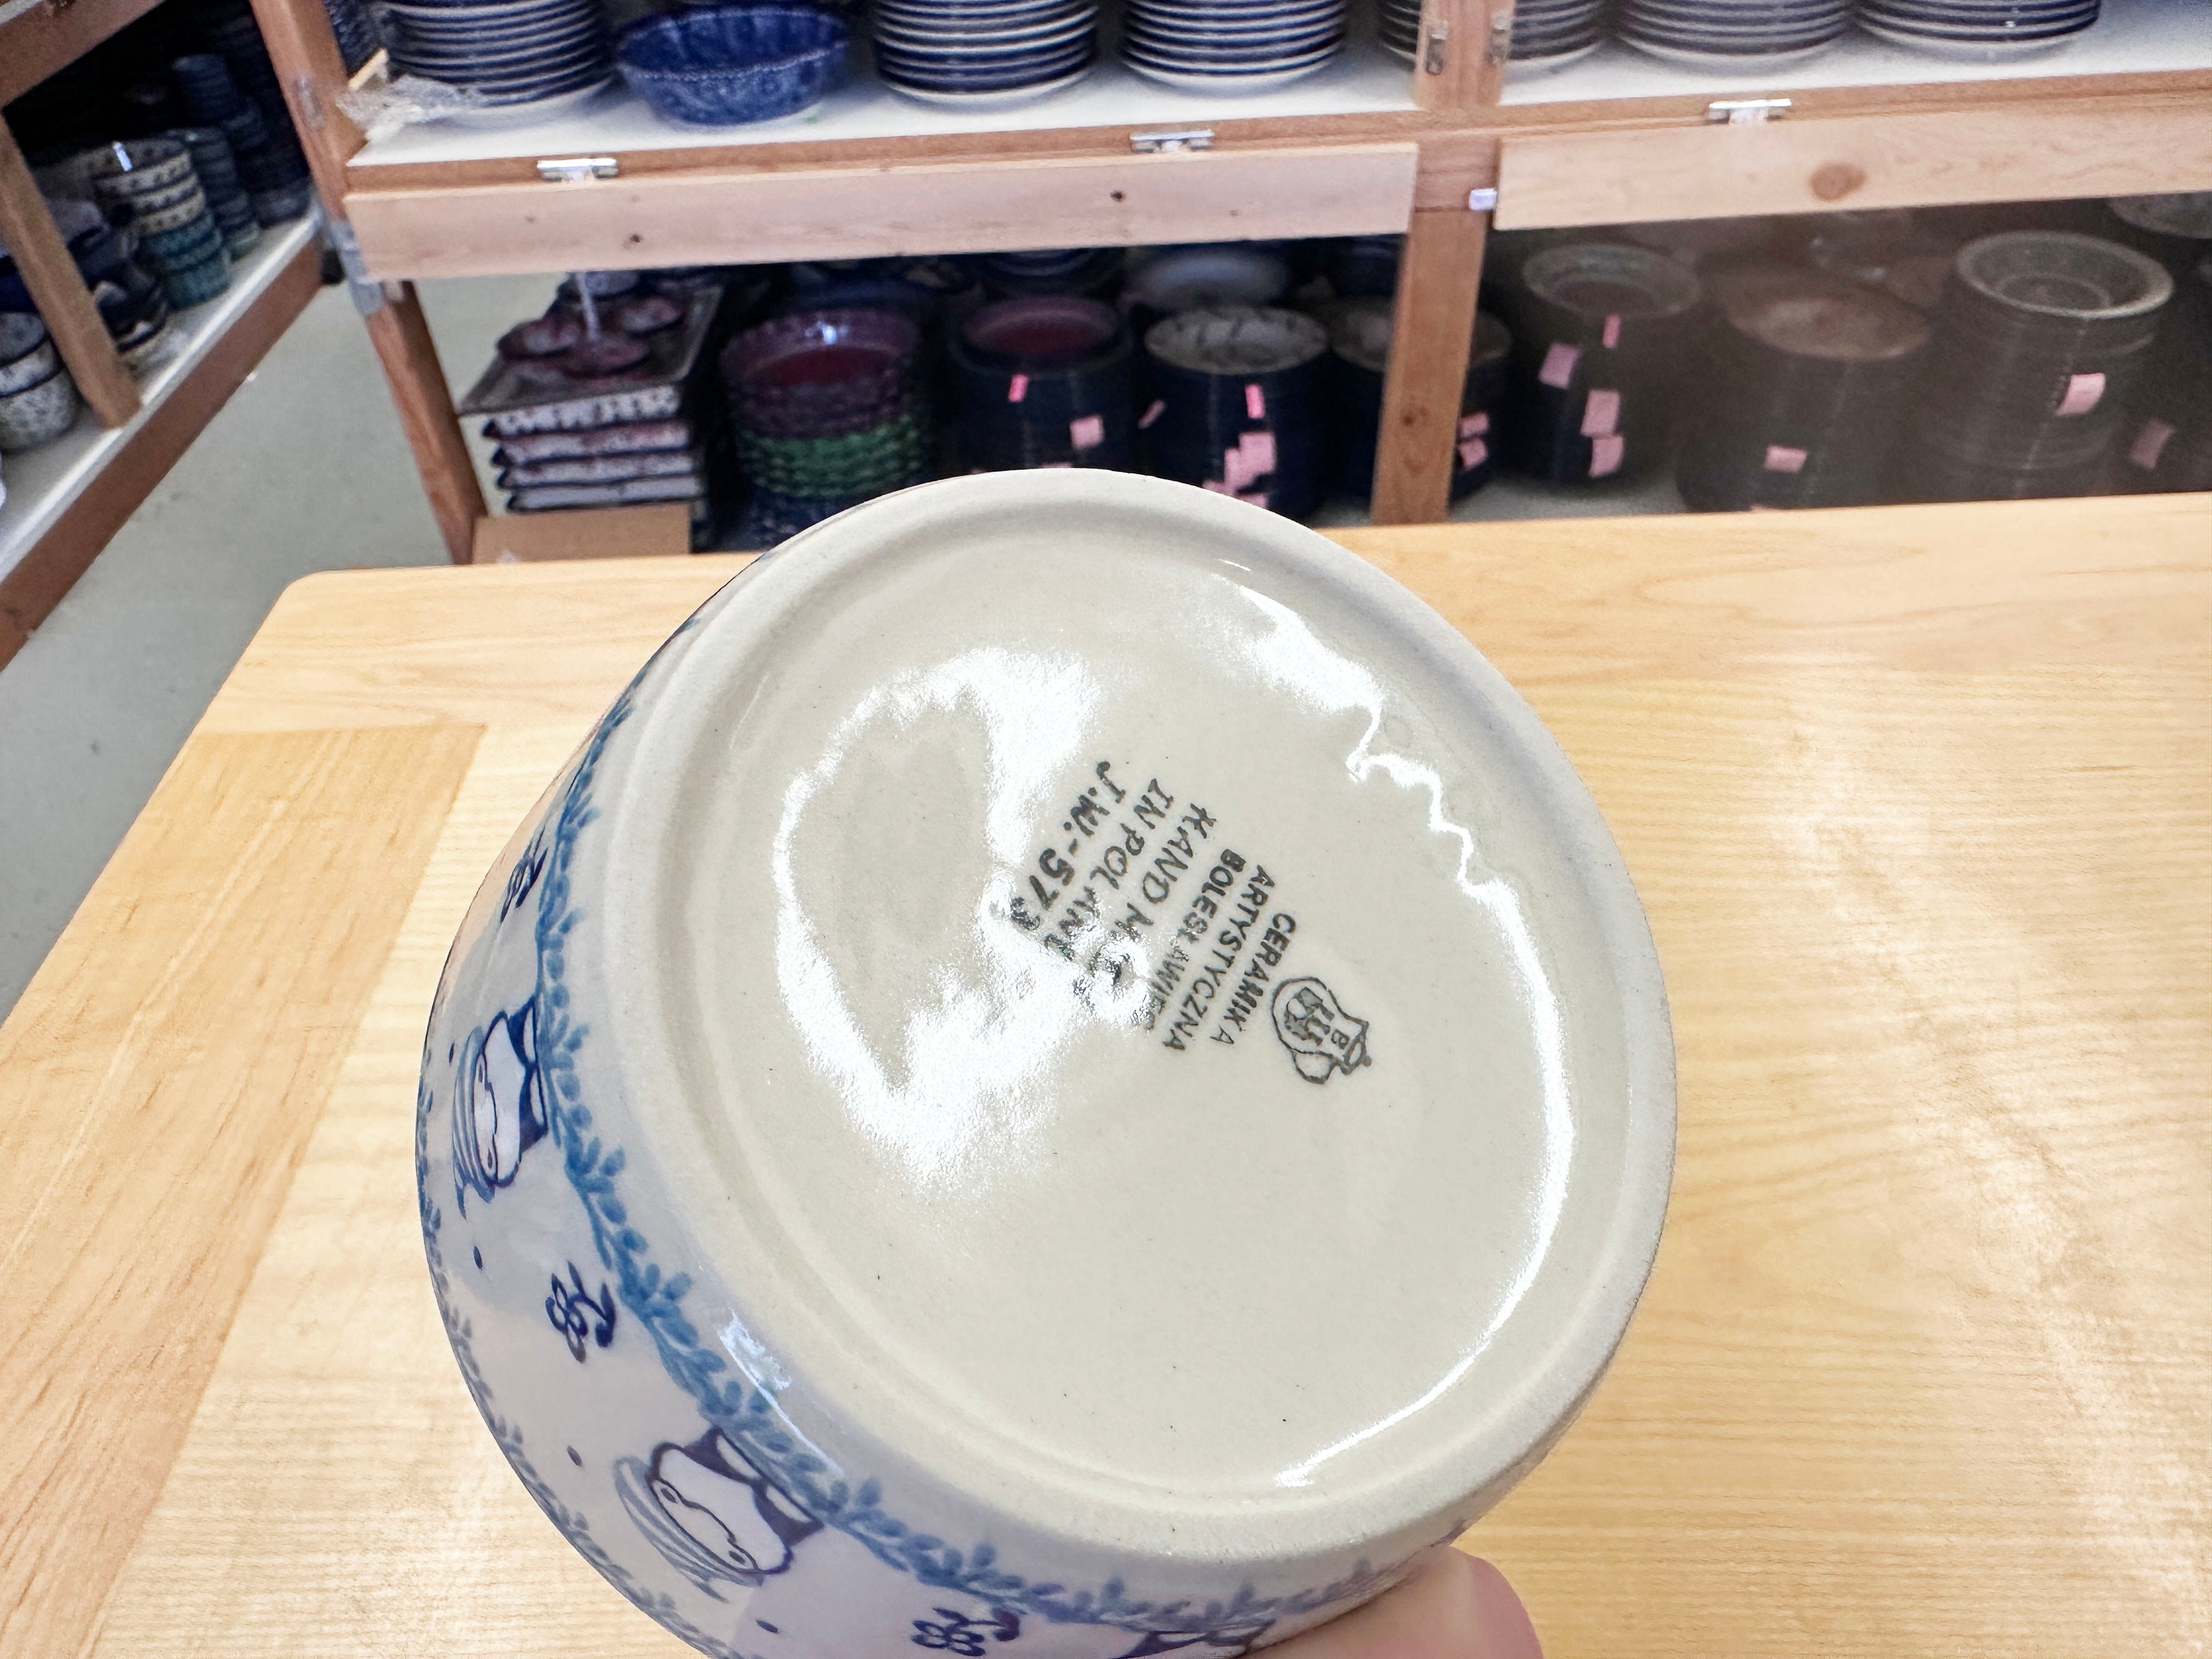 CERAMIKA
ARTYSTYCZNA
BOLESŁAWIEC
HAND MADE
IN POLAND
J.W.-573